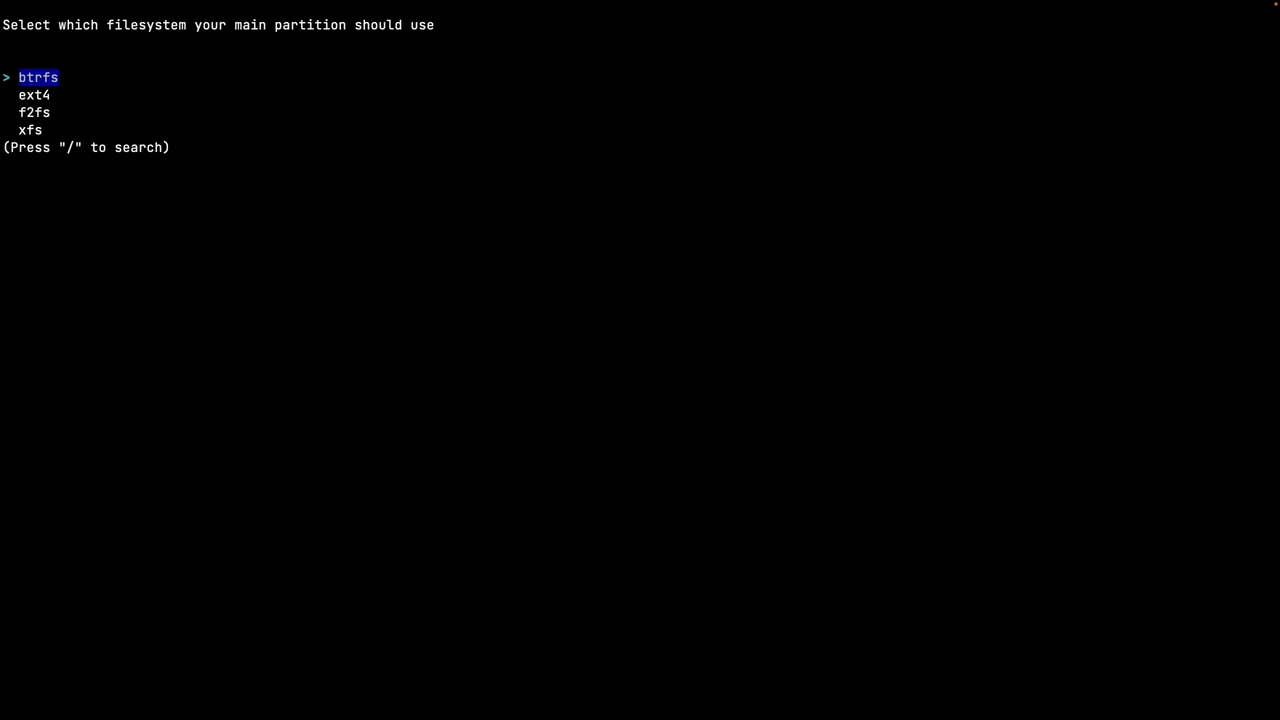 Select which filesystem your main partition should use
> btrfs
ext4
f2fs
xfs
(Press "/" to search)